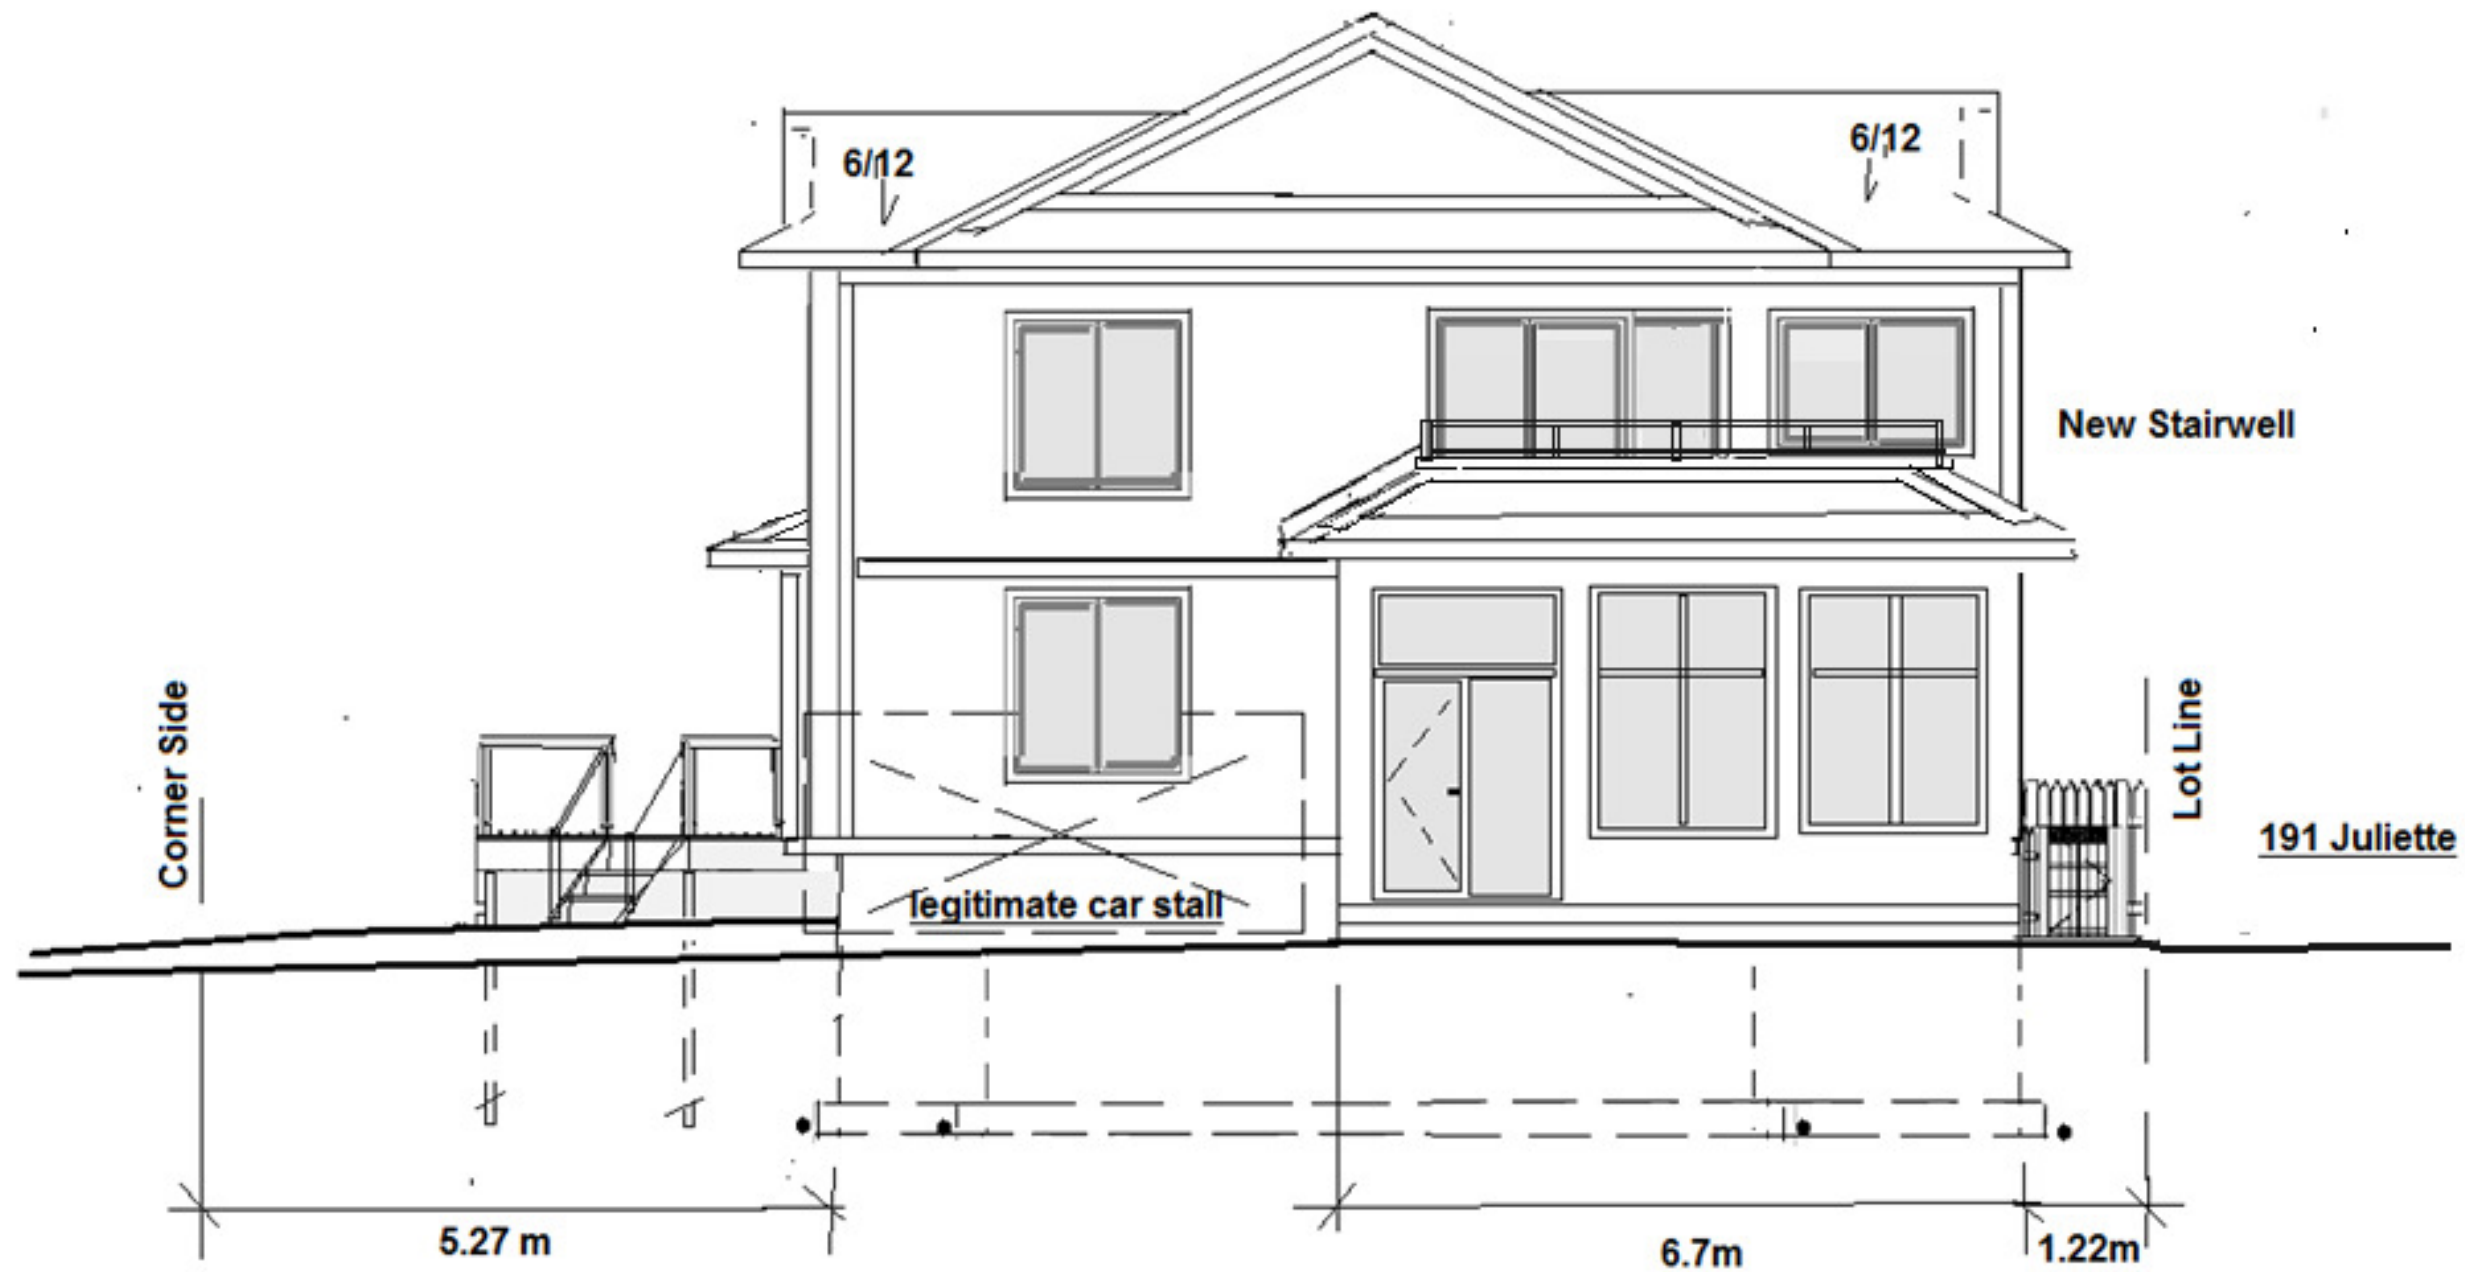 6/12
6/12
New Stairwell
Corner Side
Lot Line
191 Juliette
legitimate car stall
5.27 m
6.7m
1.22m